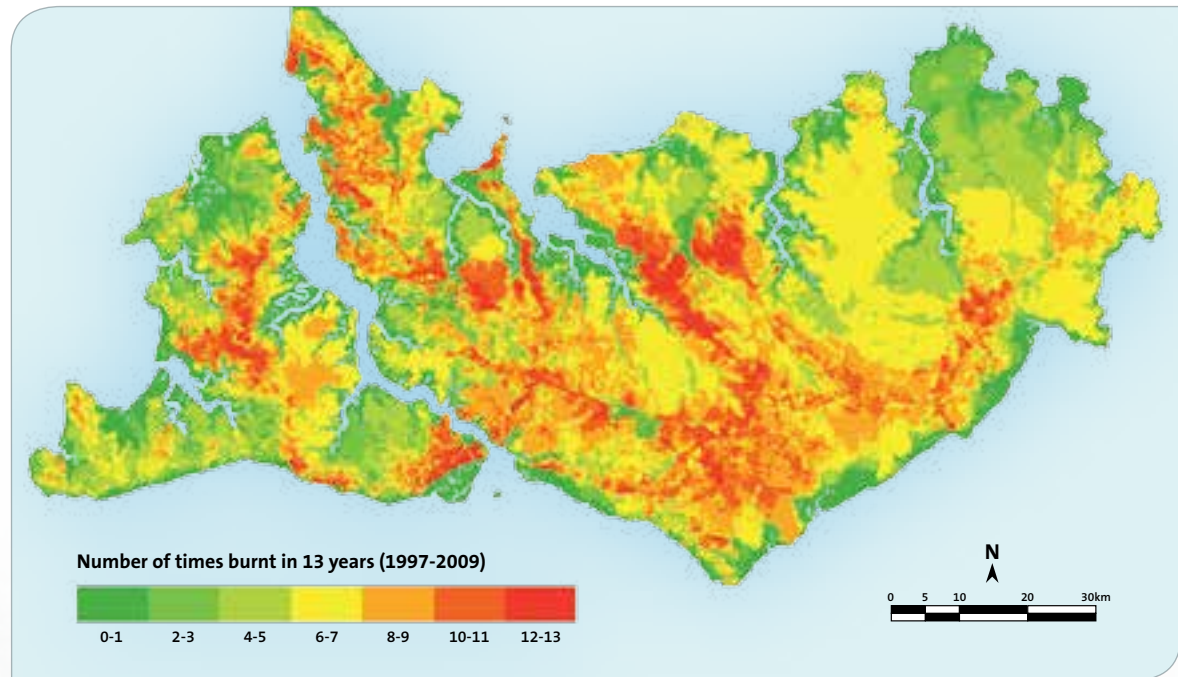 Number of times burnt in 13 years (1997-2009)
0-1 2-3 4-5 6-7 8-9 10-11 12-13
N
0 5 10 20 30km